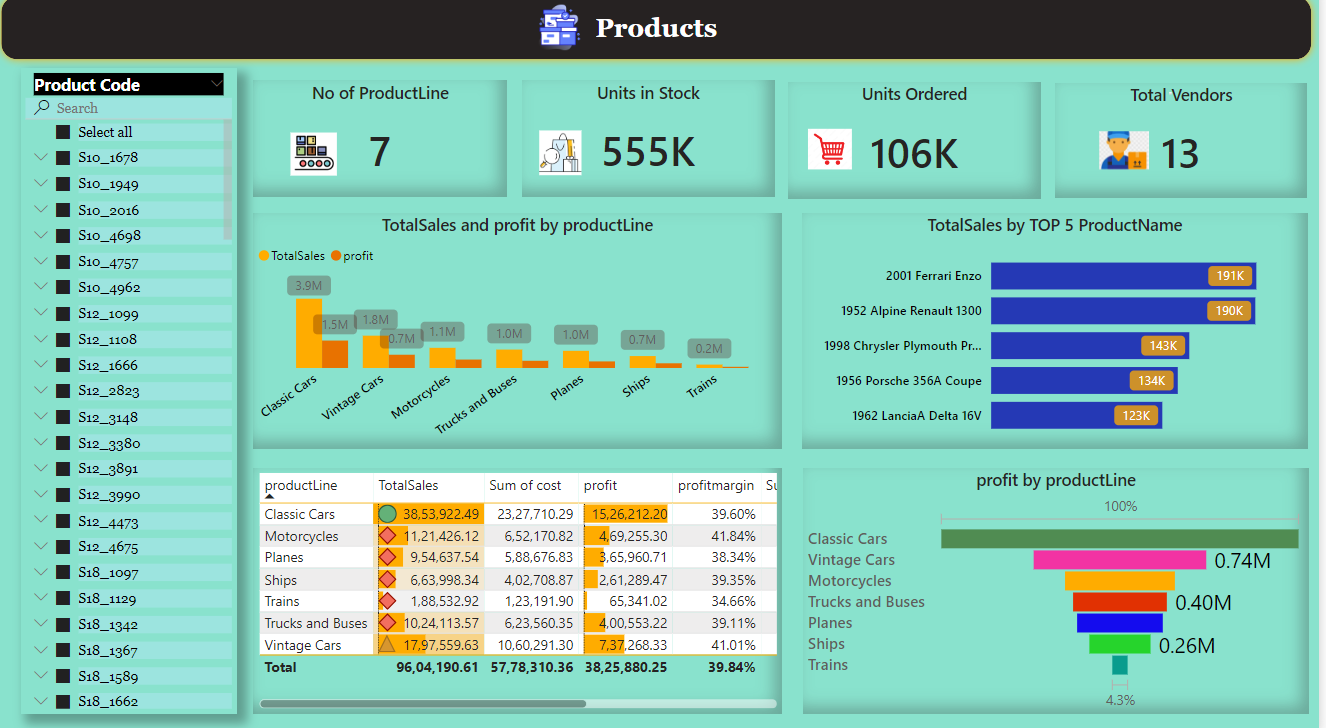 Products
Product Code
Search
Select all
S10_1678
S10_1949
S10_2016
S10_4698
S10_4757
S10_4962
S12_1099
S12_1108
S12_1666
S12_2823
S12_3148
S12_3380
S12_3891
S12_3990
S12_4473
S12_4675
S18_1097
S18_1129
S18_1342
S18_1367
S18_1589
S18_1662
No of ProductLine
7
Units in Stock
555K
Units Ordered
106K
Total Vendors
13
TotalSales and profit by productLine
TotalSales profit
3.9M
1.5M
1.8M
0.7M
1.1M
1.0M
1.0M
0.7M
0.2M
Classic Cars
Vintage Cars
Motorcycles
Trucks and Buses
Planes
Ships
Trains
TotalSales by TOP 5 ProductName
2001 Ferrari Enzo 191K
1952 Alpine Renault 1300 190K
1998 Chrysler Plymouth Pr... 143K
1956 Porsche 356A Coupe 134K
1962 LanciaA Delta 16V 123K
productLine TotalSales Sum of cost profit profitmargin Su
Classic Cars 38,53,922.49 23,27,710.29 15,26,212.20 39.60%
Motorcycles 11,21,426.12 6,52,170.82 4,69,255.30 41.84%
Planes 9,54,637.54 5,88,676.83 3,65,960.71 38.34%
Ships 6,63,998.34 4,02,708.87 2,61,289.47 39.35%
Trains 1,88,532.92 1,23,191.90 65,341.02 34.66%
Trucks and Buses 10,24,113.57 6,23,560.35 4,00,553.22 39.11%
Vintage Cars 17,97,559.63 10,60,291.30 7,37,268.33 41.01%
Total 96,04,190.61 57,78,310.36 38,25,880.25 39.84%
profit by productLine
100%
Classic Cars
Vintage Cars 0.74M
Motorcycles
Trucks and Buses 0.40M
Planes
Ships 0.26M
Trains
4.3%